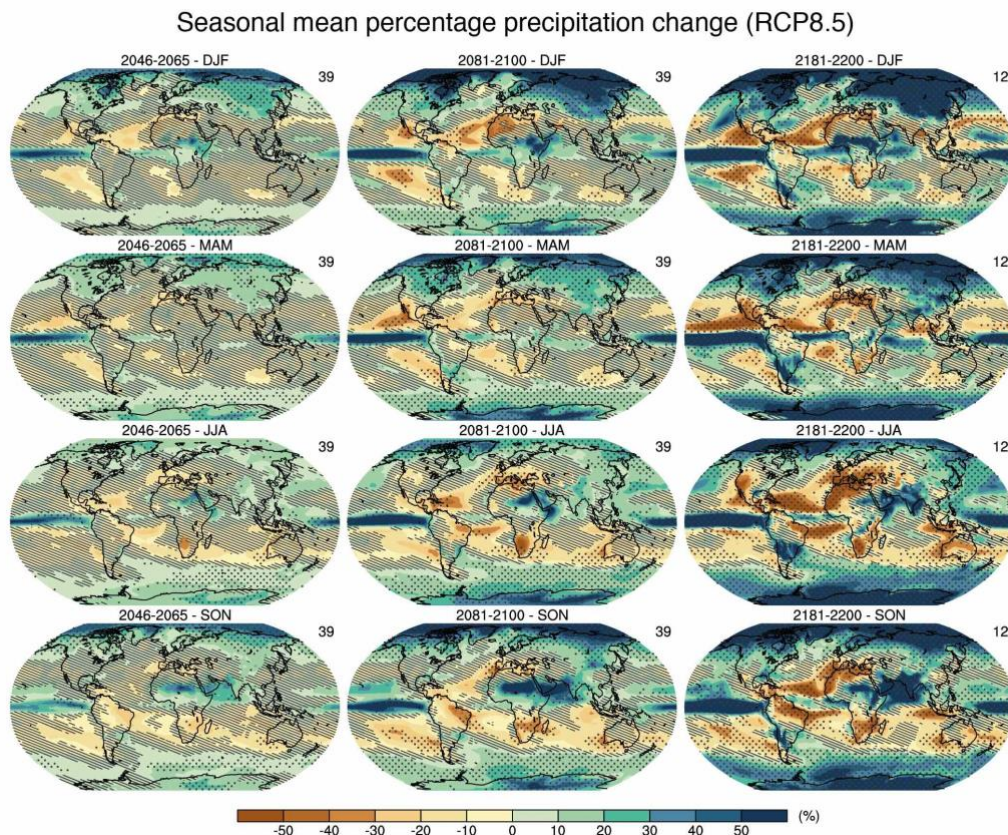 Seasonal mean percentage precipitation change (RCP8.5)
2046-2065 - DJF
39
2081-2100 - DJF
39
2181-2200 - DJF
12
2046-2065 - MAM
39
2081-2100 - MAM
39
2181-2200 - MAM
12
2046-2065 - JJA
39
2081-2100 - JJA
39
2181-2200 - JJA
12
2046-2065 - SON
39
2081-2100 - SON
39
2181-2200 - SON
12
-50 -40 -30 -20 -10 0 10 20 30 40 50 (%)